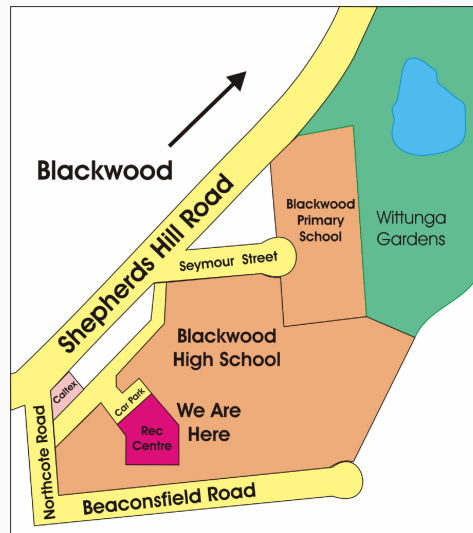 Blackwood
Shepherds Hill Road
Blackwood
Primary
School
Wittunga
Gardens
Seymour Street
Blackwood
High School
Caltex
Car Park
We Are
Here
Rec
Centre
Northcote Road
Beaconsfield Road